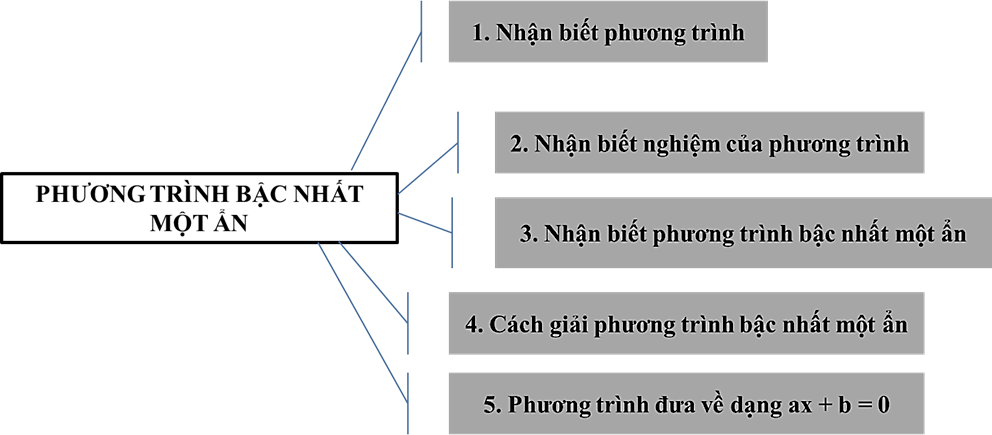 1. Nhận biết phương trình
2. Nhận biết nghiệm của phương trình
PHƯƠNG TRÌNH BẬC NHẤT
MỘT ẨN
3. Nhận biết phương trình bậc nhất một ẩn
4. Cách giải phương trình bậc nhất một ẩn
5. Phương trình đưa về dạng ax + b = 0